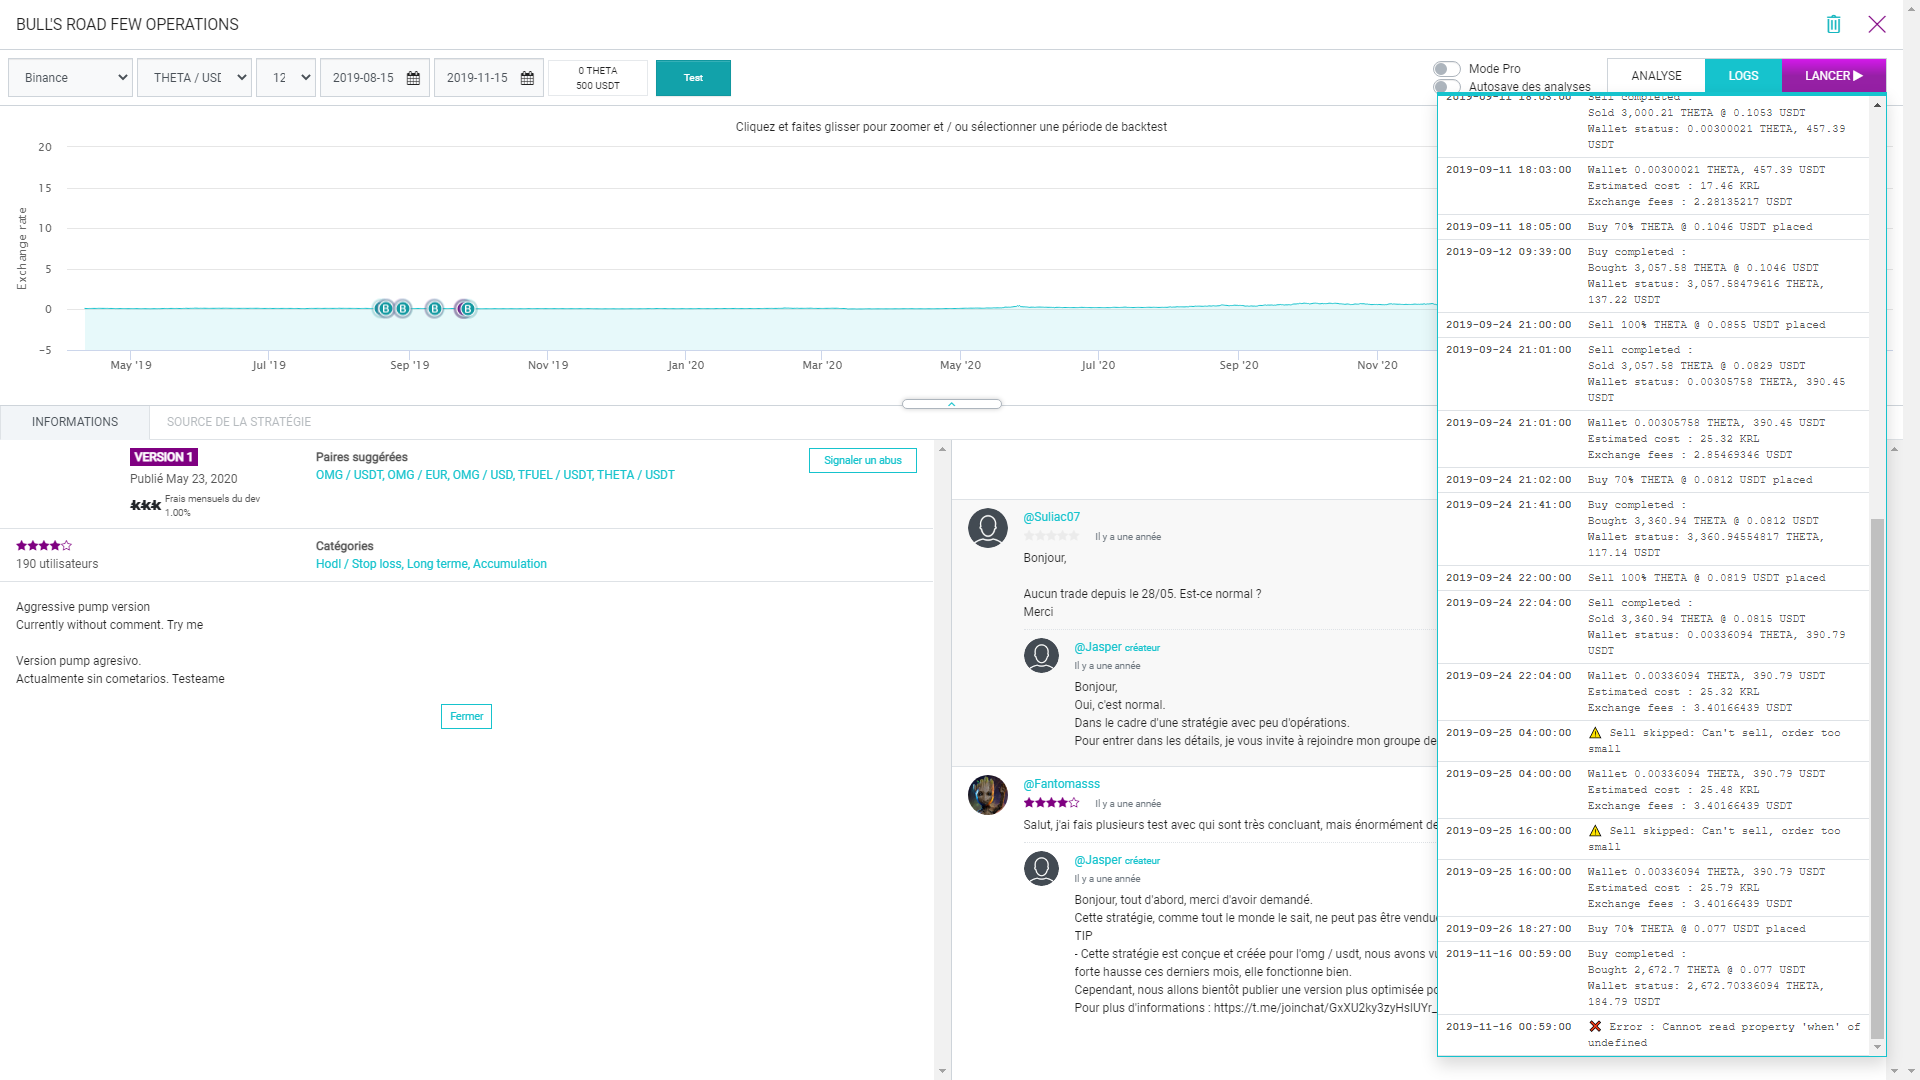 BULL'S ROAD FEW OPERATIONS
Binance
THETA / USD
12
2019-08-15
2019-11-15
0 THETA
500 USDT
Test
Mode Pro
Autosave des analyses
ANALYSE
LOGS
LANCER
Cliquez et faites glisser pour zoomer et / ou sélectionner une période de backtest
Exchange rate
20
15
10
5
0
−5
B
B
B
B
May '19
Jul '19
Sep '19
Nov '19
Jan '20
Mar '20
May '20
Jul '20
Sep '20
Nov '20
INFORMATIONS
SOURCE DE LA STRATÉGIE
VERSION 1
Publié May 23, 2020
Frais mensuels du dev
1.00%
Paires suggérées
OMG / USDT, OMG / EUR, OMG / USD, TFUEL / USDT, THETA / USDT
Signaler un abus
190 utilisateurs
Catégories
Hodl / Stop loss, Long terme, Accumulation
Aggressive pump version
Currently without comment. Try me
Version pump agresivo.
Actualmente sin cometarios. Testeame
Fermer
@Suliac07
Il y a une année
Bonjour,
Aucun trade depuis le 28/05. Est-ce normal ?
Merci
@Jasper créateur
Il y a une année
Bonjour,
Oui, c'est normal.
Dans le cadre d'une stratégie avec peu d'opérations.
Pour entrer dans les détails, je vous invite à rejoindre mon groupe de
@Fantomasss
Il y a une année
Salut, j'ai fais plusieurs test avec qui sont très concluant, mais énormément de
@Jasper créateur
Il y a une année
Bonjour, tout d'abord, merci d'avoir demandé.
Cette stratégie, comme tout le monde le sait, ne peut pas être vendue
TIP
- Cette stratégie est conçue et créée pour l'omg / usdt, nous avons vu
forte hausse ces derniers mois, elle fonctionne bien.
Cependant, nous allons bientôt publier une version plus optimisée po
Pour plus d'informations : https://t.me/joinchat/GxXU2ky3zyHslUYr_
2019-09-11 18:03:00 Sell completed :
Sold 3,000.21 THETA @ 0.1053 USDT
Wallet status: 0.00300021 THETA, 457.39
USDT
2019-09-11 18:03:00 Wallet 0.00300021 THETA, 457.39 USDT
Estimated cost : 17.46 KRL
Exchange fees : 2.28135217 USDT
2019-09-11 18:05:00 Buy 70% THETA @ 0.1046 USDT placed
2019-09-12 09:39:00 Buy completed :
Bought 3,057.58 THETA @ 0.1046 USDT
Wallet status: 3,057.58479616 THETA,
137.22 USDT
2019-09-24 21:00:00 Sell 100% THETA @ 0.0855 USDT placed
2019-09-24 21:01:00 Sell completed :
Sold 3,057.58 THETA @ 0.0829 USDT
Wallet status: 0.00305758 THETA, 390.45
USDT
2019-09-24 21:01:00 Wallet 0.00305758 THETA, 390.45 USDT
Estimated cost : 25.32 KRL
Exchange fees : 2.85469346 USDT
2019-09-24 21:02:00 Buy 70% THETA @ 0.0812 USDT placed
2019-09-24 21:41:00 Buy completed :
Bought 3,360.94 THETA @ 0.0812 USDT
Wallet status: 3,360.94554817 THETA,
117.14 USDT
2019-09-24 22:00:00 Sell 100% THETA @ 0.0819 USDT placed
2019-09-24 22:04:00 Sell completed :
Sold 3,360.94 THETA @ 0.0815 USDT
Wallet status: 0.00336094 THETA, 390.79
USDT
2019-09-24 22:04:00 Wallet 0.00336094 THETA, 390.79 USDT
Estimated cost : 25.32 KRL
Exchange fees : 3.40166439 USDT
2019-09-25 04:00:00 Sell skipped: Can't sell, order too
small
2019-09-25 04:00:00 Wallet 0.00336094 THETA, 390.79 USDT
Estimated cost : 25.48 KRL
Exchange fees : 3.40166439 USDT
2019-09-25 16:00:00 Sell skipped: Can't sell, order too
small
2019-09-25 16:00:00 Wallet 0.00336094 THETA, 390.79 USDT
Estimated cost : 25.79 KRL
Exchange fees : 3.40166439 USDT
2019-09-26 18:27:00 Buy 70% THETA @ 0.077 USDT placed
2019-11-16 00:59:00 Buy completed :
Bought 2,672.7 THETA @ 0.077 USDT
Wallet status: 2,672.70336094 THETA,
184.79 USDT
2019-11-16 00:59:00 Error : Cannot read property 'when' of
undefined